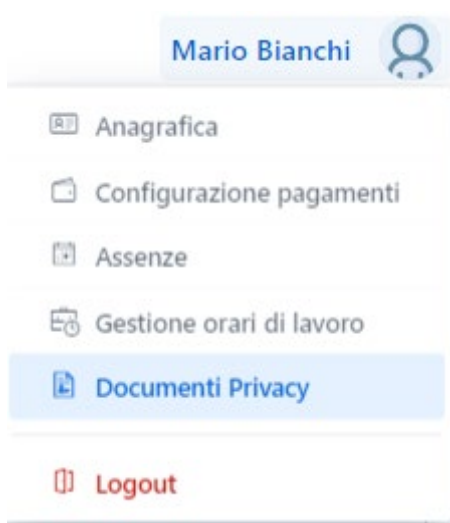 Mario Bianchi
Anagrafica
Configurazione pagamenti
Assenze
Gestione orari di lavoro
Documenti Privacy
Logout